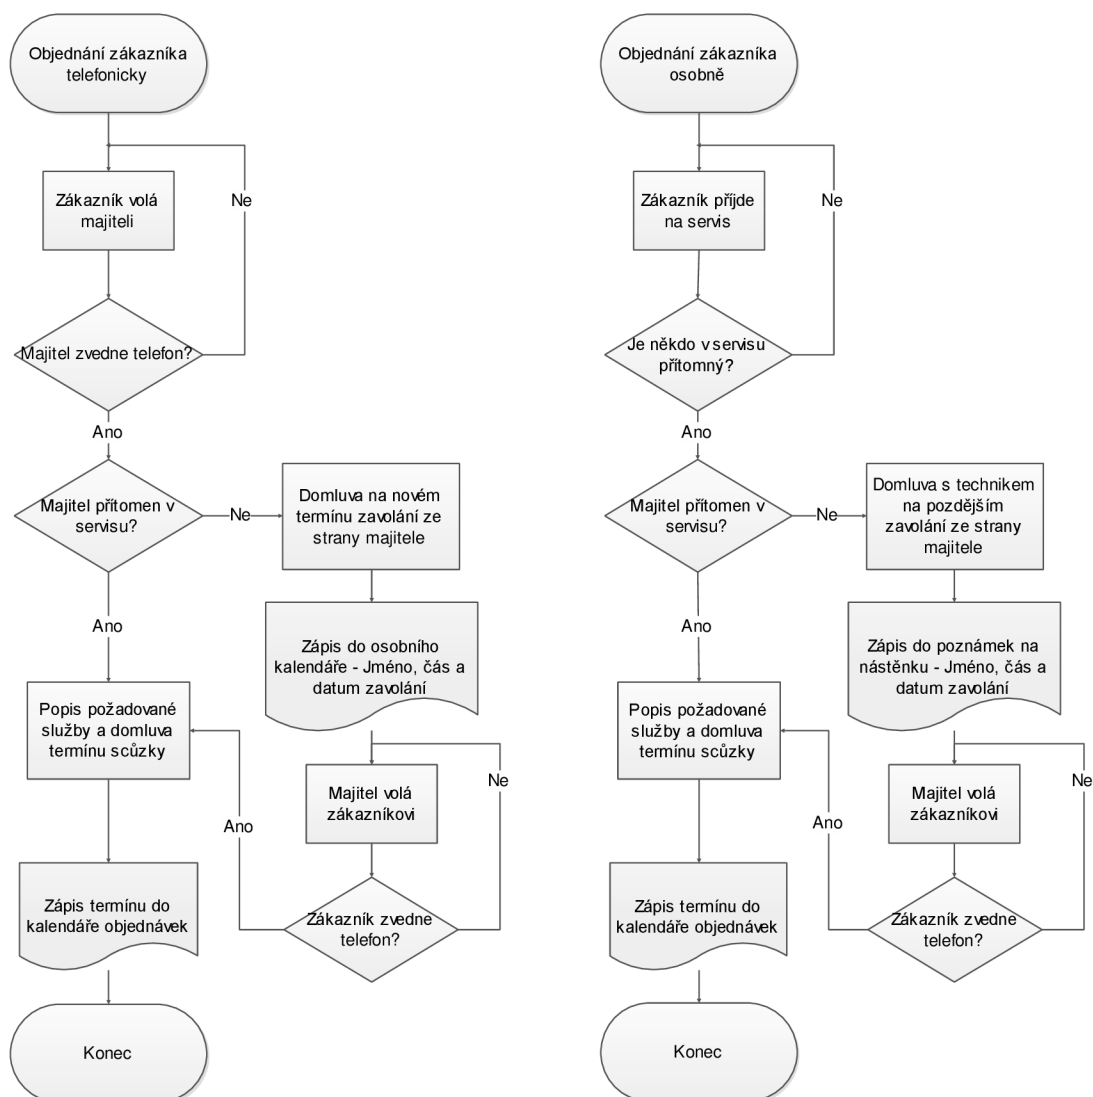 Objednání zákazníka
telefonicky
Zákazník volá
majiteli
Ne
Majitel zvedne telefon?
Ano
Majitel přítomen v
servisu?
Ne
Domluva na novém
termínu zavolání ze
strany majitele
Ano
Zápis do osobního
kalendáře - Jméno, čás a
datum zavolání
Popis požadované
služby a domluva
termínu scůzky
Majitel volá
zákazníkovi
Ne
Ano
Zápis termínu do
kalendáře objednávek
Zákazník zvedne
telefon?
Konec
Objednání zákazníka
osobně
Zákazník příjde
na servis
Ne
Je někdo v servisu
přítomný?
Ano
Majitel přítomen v
servisu?
Ne
Domluva s technikem
na pozdějším
zavolání ze strany
majitele
Ano
Zápis do poznámek na
nástěnku - Jméno, čás a
datum zavolání
Popis požadované
služby a domluva
termínu scůzky
Majitel volá
zákazníkovi
Ne
Ano
Zápis termínu do
kalendáře objednávek
Zákazník zvedne
telefon?
Konec